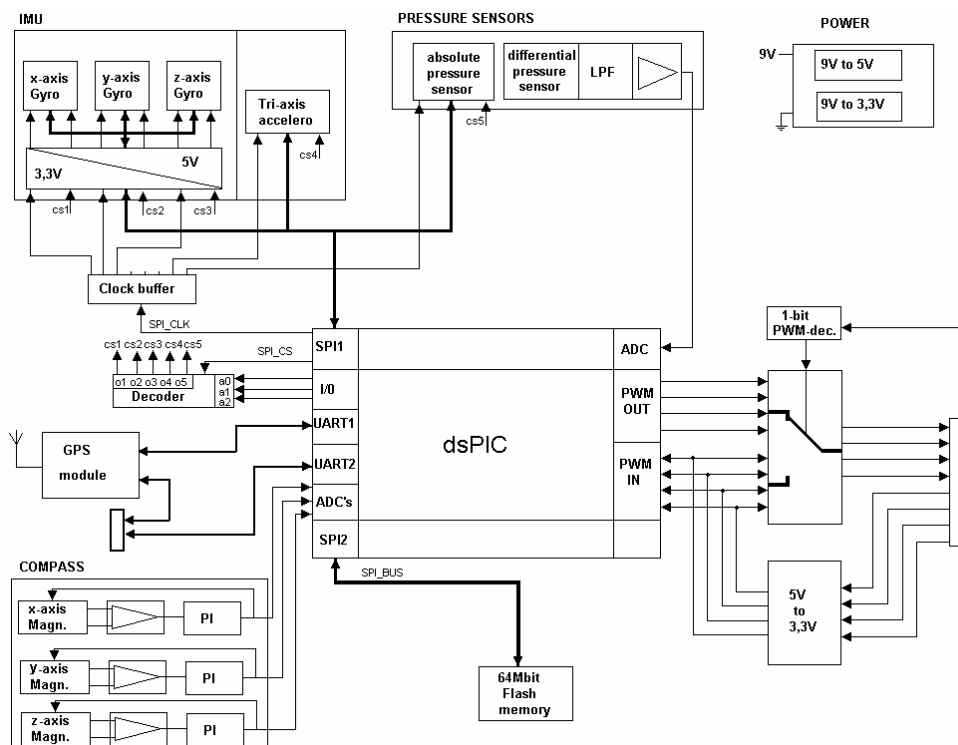 IMU
PRESSURE SENSORS
POWER
x-axis
Gyro
y-axis
Gyro
z-axis
Gyro
Tri-axis
accelero
absolute
pressure
sensor
differential
pressure
sensor
LPF
9V
9V to 5V
9V to 3,3V
cs5
cs4
5V
3,3V
cs1
cs2
cs3
Clock buffer
SPI_CLK
1-bit
PWM-dec.
cs1 cs2 cs3 cs4 cs5
SPI_CS
SPI1
ADC
o1 o2 o3 o4 o5
a0
a1
a2
Decoder
I/0
PWM
OUT
UART1
dsPIC
GPS
module
UART2
PWM
IN
ADC's
SPI2
COMPASS
SPI_BUS
x-axis
Magn.
PI
5V
to
3,3V
y-axis
Magn.
PI
64Mbit
Flash
memory
z-axis
Magn.
PI